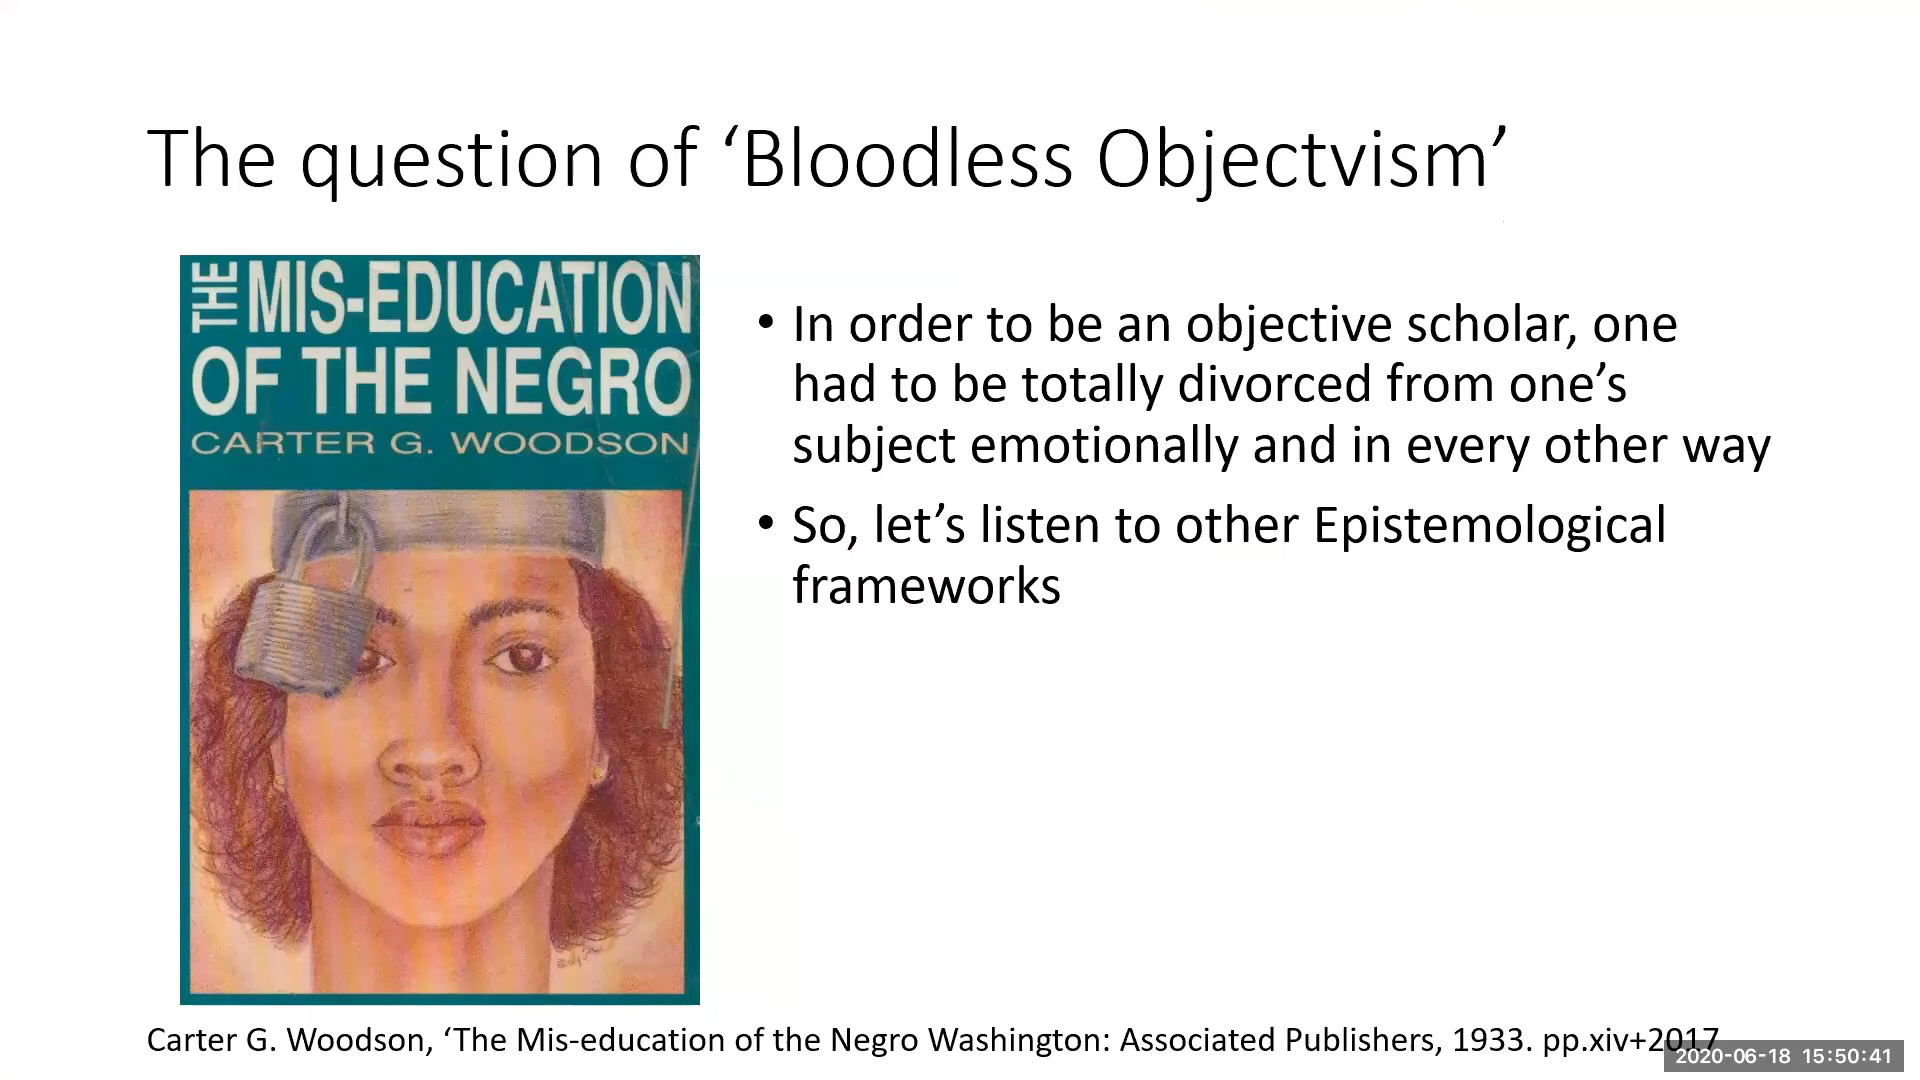 The question of ‘Bloodless Objectvism’
THE MIS-EDUCATION
OF THE NEGRO
CARTER G. WOODSON
• In order to be an objective scholar, one
had to be totally divorced from one’s
subject emotionally and in every other way
• So, let’s listen to other Epistemological
frameworks
Carter G. Woodson, ‘The Mis-education of the Negro Washington: Associated Publishers, 1933. pp.xiv+2017
2020-06-18 15:50:41